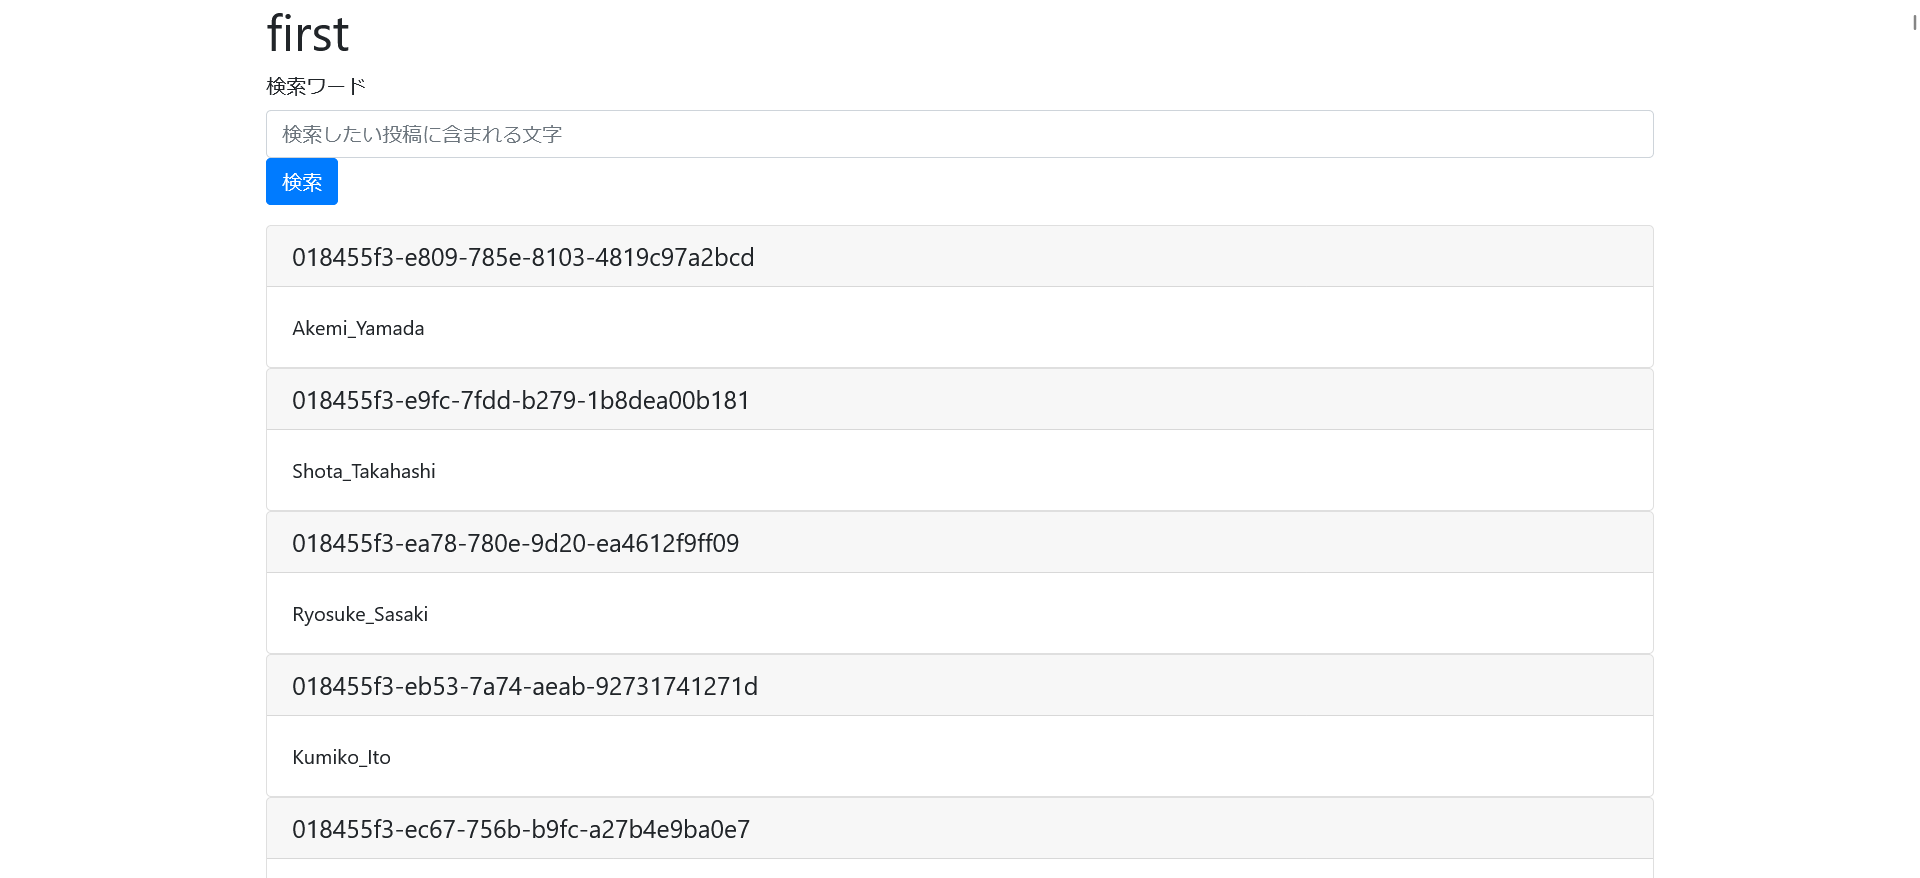 first
検索ワード
検索したい投稿に含まれる文字
検索
018455f3-e809-785e-8103-4819c97a2bcd
Akemi_Yamada
018455f3-e9fc-7fdd-b279-1b8dea00b181
Shota_Takahashi
018455f3-ea78-780e-9d20-ea4612f9ff09
Ryosuke_Sasaki
018455f3-eb53-7a74-aeab-92731741271d
Kumiko_Ito
018455f3-ec67-756b-b9fc-a27b4e9ba0e7